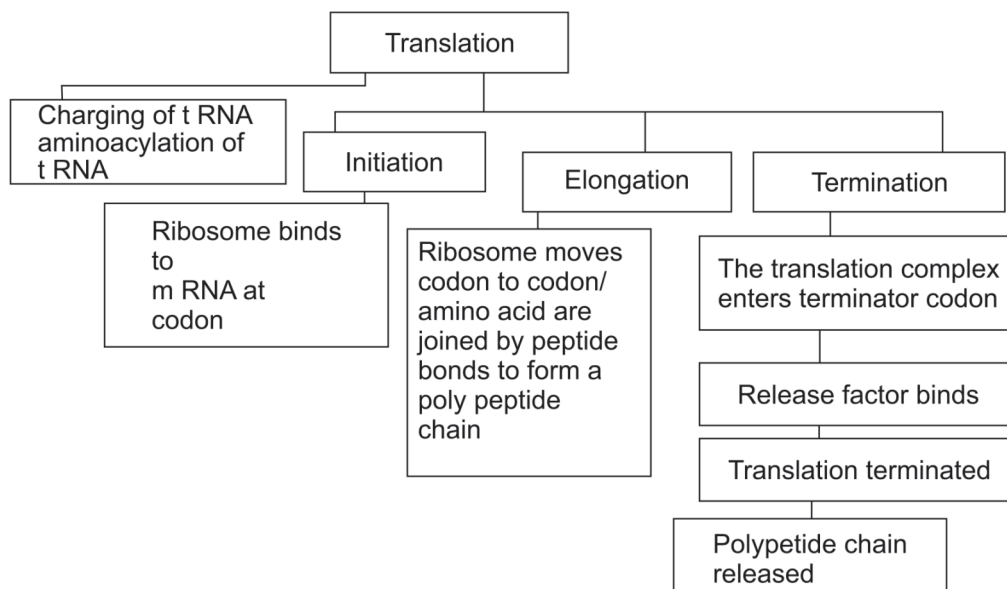 Translation
Charging of t RNA
aminoacylation of
t RNA
Initiation
Elongation
Termination
Ribosome binds
to
m RNA at
codon
Ribosome moves
codon to codon/
amino acid are
joined by peptide
bonds to form a
poly peptide
chain
The translation complex
enters terminator codon
Release factor binds
Translation terminated
Polypetide chain
released